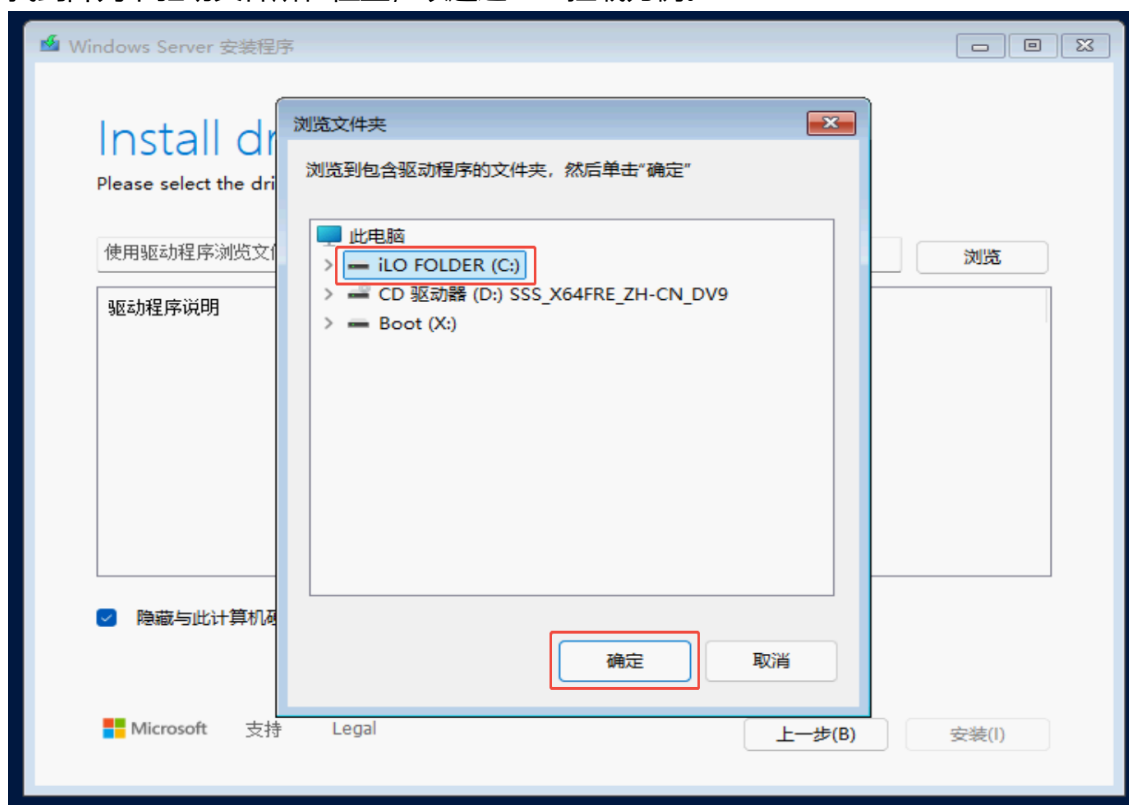 Windows Server 安装程序
Install dr
Please select the dri
使用驱动程序浏览文
浏览
驱动程序说明
隐藏与此计算机
Microsoft 支持 Legal
上一步(B) 安装(I)
浏览文件夹
浏览到包含驱动程序的文件夹，然后单击"确定"
此电脑
iLO FOLDER (C:)
CD 驱动器 (D:) SSS_X64FRE_ZH-CN_DV9
Boot (X:)
确定 取消